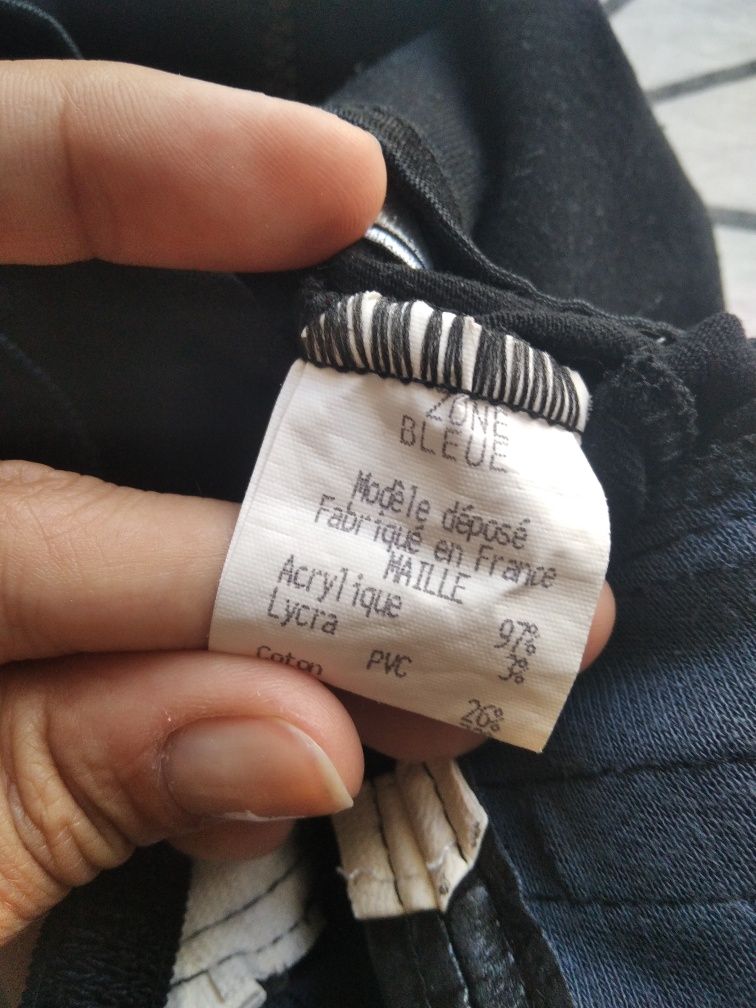 ZONE
BLEUE
Modèle déposé
Fabriqué en France
MAILLE
Acrylique 97%
Lycra 3%
PVC
Coton 26%